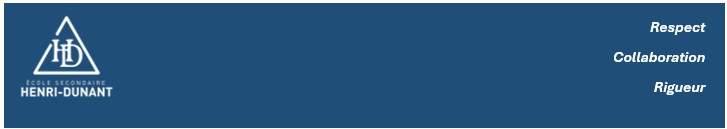 HD
ÉCOLE SECONDAIRE
HENRI-DUNANT
Respect
Collaboration
Rigueur